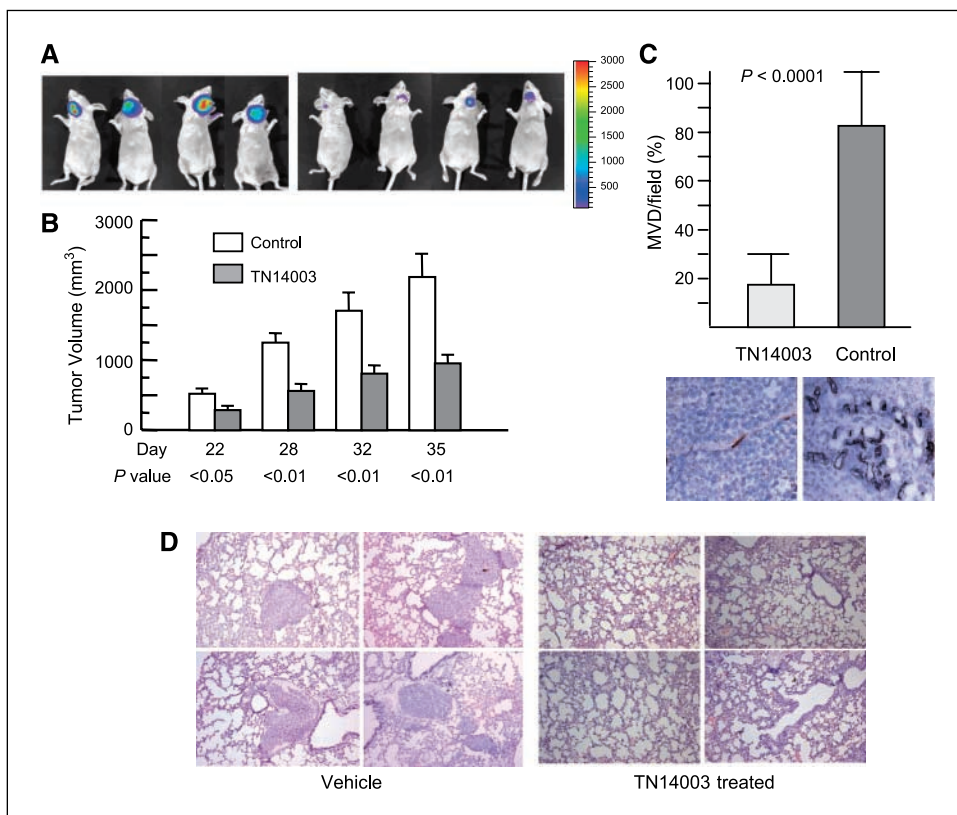 A
3000
2500
2000
1500
1000
500
B
3000
2000
1000
0
Tumor Volume (mm³)
Control
TN14003
Day 22 28 32 35
P value <0.05 <0.01 <0.01 <0.01
C
P < 0.0001
100
80
60
40
20
MVD/field (%)
TN14003 Control
D
Vehicle
TN14003 treated